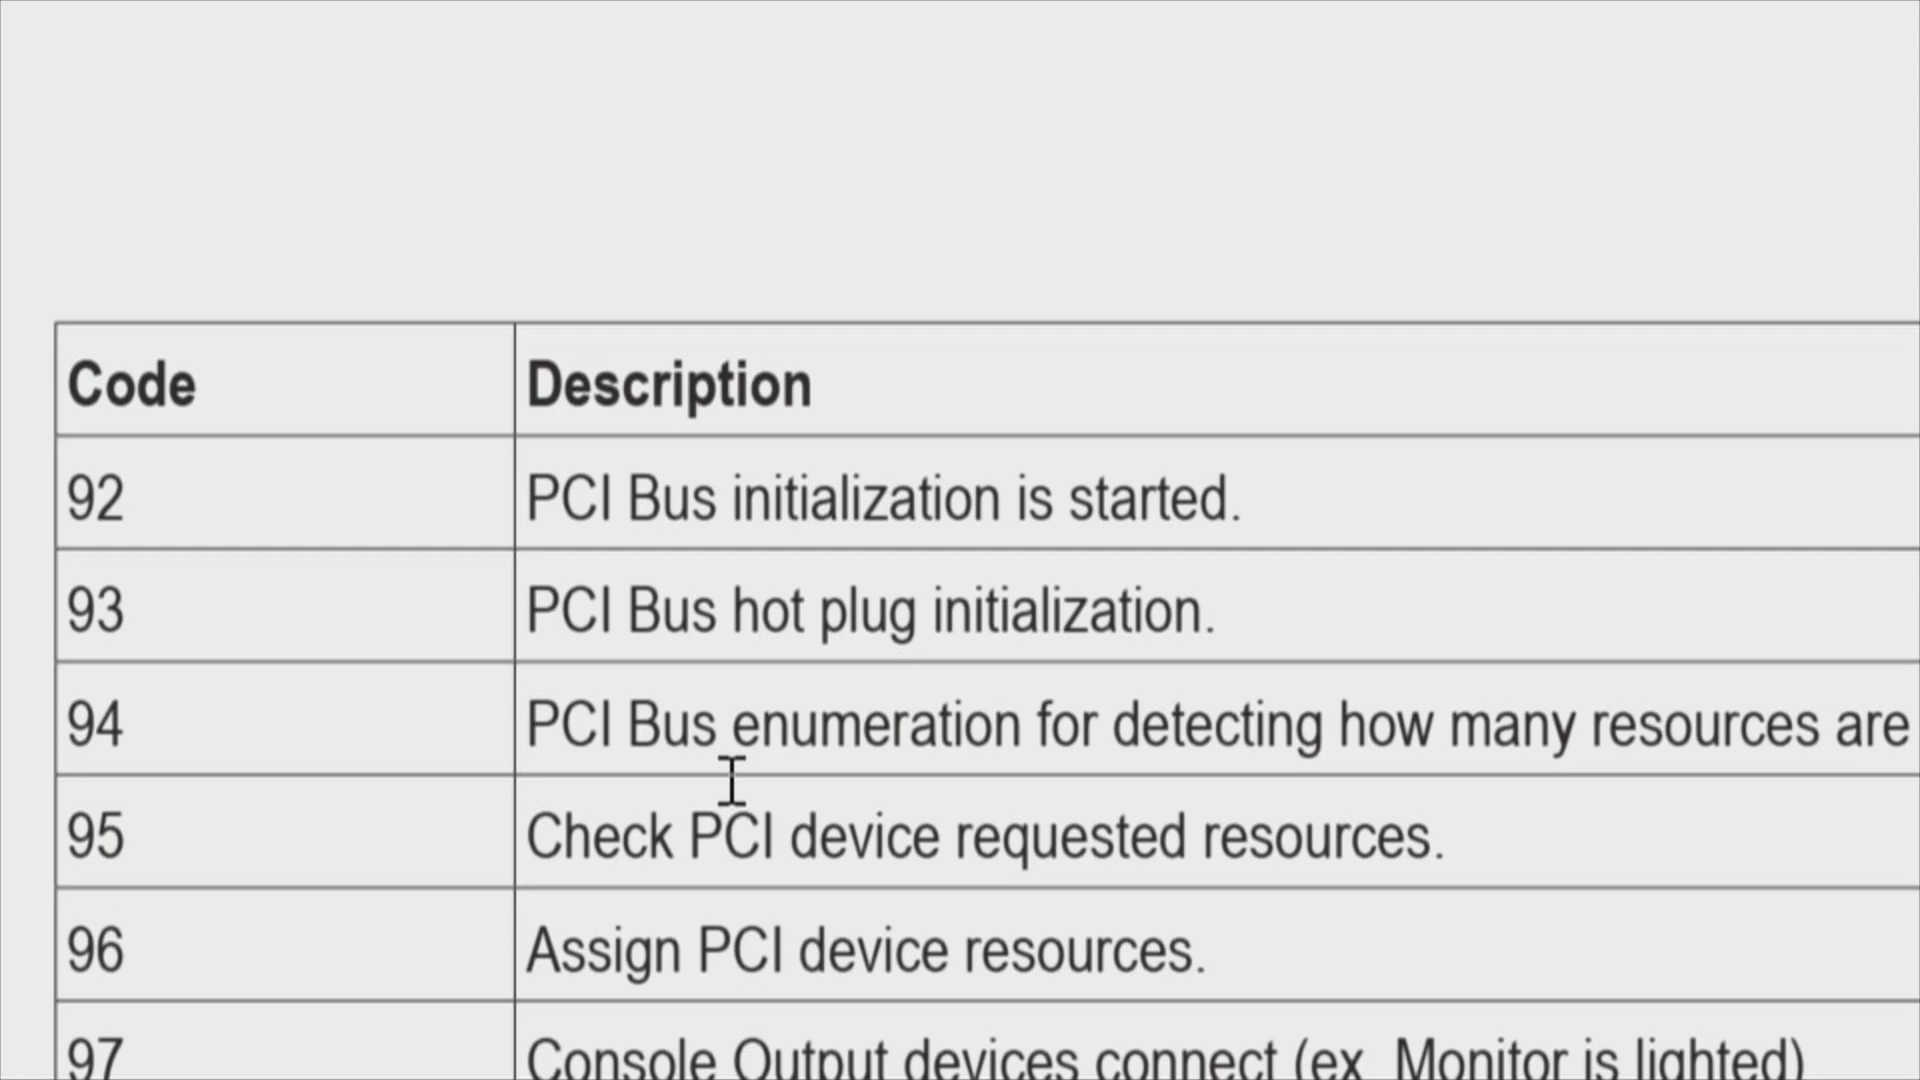 Code Description
92 PCI Bus initialization is started.
93 PCI Bus hot plug initialization.
94 PCI Bus enumeration for detecting how many resources are
95 Check PCI device requested resources.
96 Assign PCI device resources.
97 Console Output devices connect (ex. Monitor is lighted)